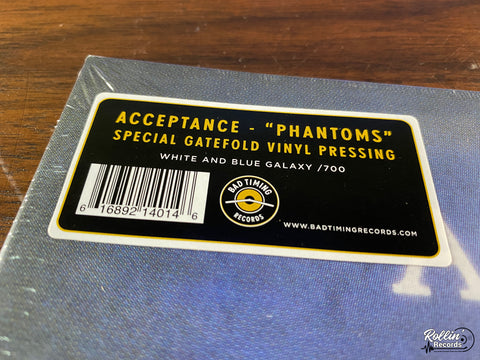 ACCEPTANCE - "PHANTOMS"
SPECIAL GATEFOLD VINYL PRESSING
WHITE AND BLUE GALAXY /700
6 16892 14014 6
BAD TIMING
RECORDS
WWW.BADTIMINGRECORDS.COM
A
Rollin'
Records